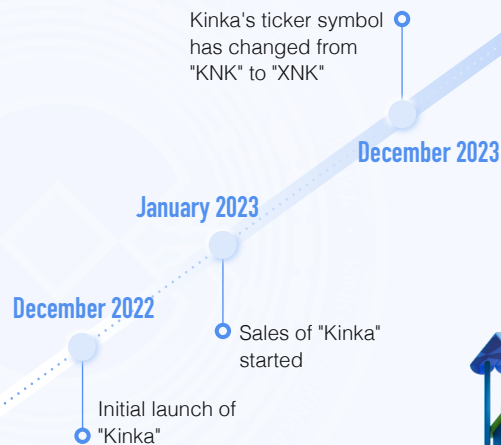 Kinka's ticker symbol
has changed from
"KNK" to "XNK"
December 2023
January 2023
Sales of "Kinka"
started
December 2022
Initial launch of
"Kinka"